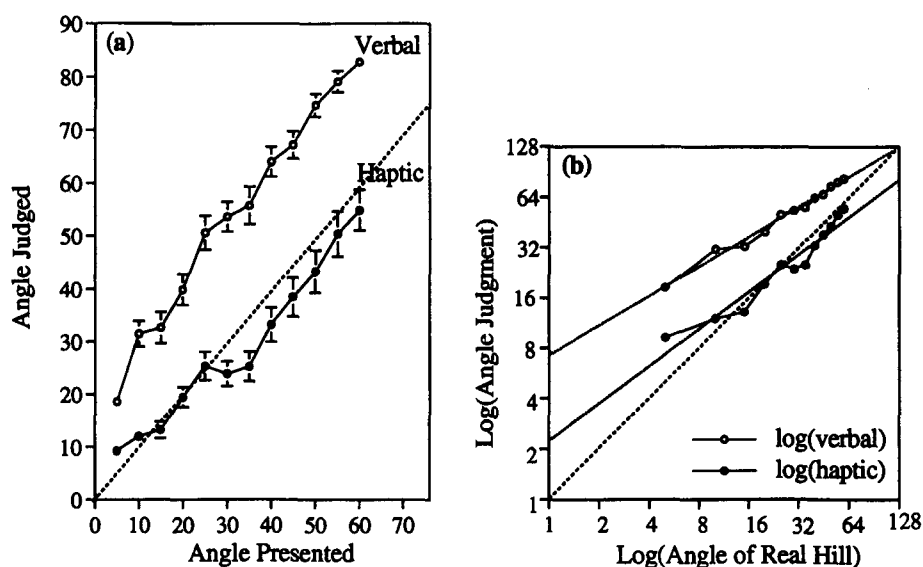 (a)
Verbal
Haptic
Angle Judged
90
80
70
60
50
40
30
20
10
0
0 10 20 30 40 50 60 70
Angle Presented
(b)
Log(Angle Judgment)
128
64
32
16
8
4
2
1
log(verbal)
log(haptic)
1 2 4 8 16 32 64 128
Log(Angle of Real Hill)